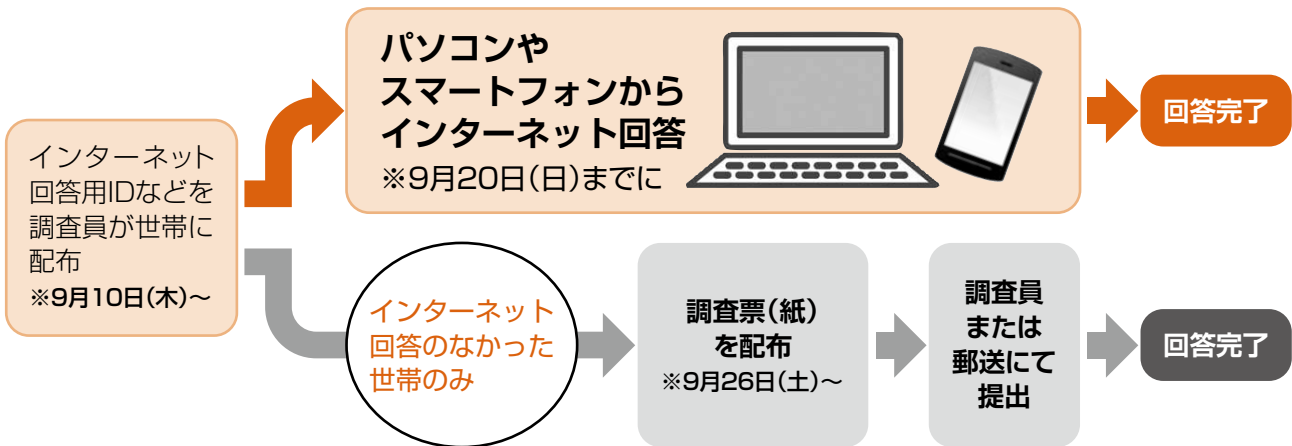 インターネット
回答用IDなどを
調査員が世帯に
配布
※9月10日(木)~
パソコンや
スマートフォンから
インターネット回答
※9月20日(日)までに
回答完了
インターネット
回答のなかった
世帯のみ
調査票(紙)
を配布
※9月26日(土)~
調査員
または
郵送にて
提出
回答完了